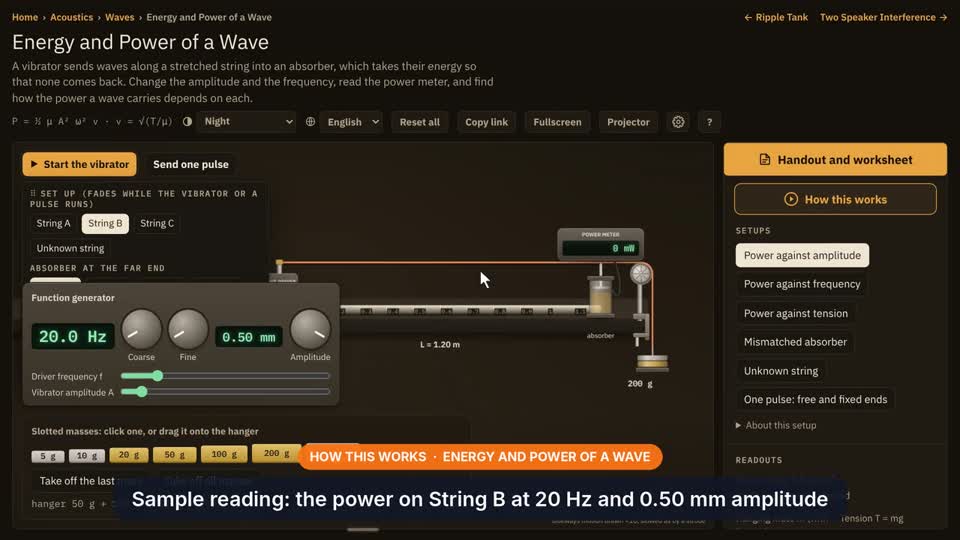 Home › Acoustics › Waves › Energy and Power of a Wave
← Ripple Tank
Two Speaker Interference →
Energy and Power of a Wave
A vibrator sends waves along a stretched string into an absorber, which takes their energy so
that none comes back. Change the amplitude and the frequency, read the power meter, and find
how the power a wave carries depends on each.
P = ½ μ A² ω² v · v = √(T/μ)
Night
English
Reset all
Copy link
Fullscreen
Projector
?
Start the vibrator
Send one pulse
SET UP (FADES WHILE THE VIBRATOR OR A
PULSE RUNS)
String A
String B
String C
Unknown string
ABSORBER AT THE FAR END
Function generator
20.0 Hz
0.50 mm
Coarse
Fine
Amplitude
Driver frequency f
Vibrator amplitude A
POWER METER
0 mW
absorber
L = 1.20 m
200 g
Slotted masses: click one, or drag it onto the hanger
5 g
10 g
20 g
50 g
100 g
200 g
Take off the last
hanger 50 g +
HOW THIS WORKS · ENERGY AND POWER OF A WAVE
Sample reading: the power on String B at 20 Hz and 0.50 mm amplitude
Handout and worksheet
How this works
SETUPS
Power against amplitude
Power against frequency
Power against tension
Mismatched absorber
Unknown string
One pulse: free and fixed ends
About this setup
READOUTS
Tension T = mg